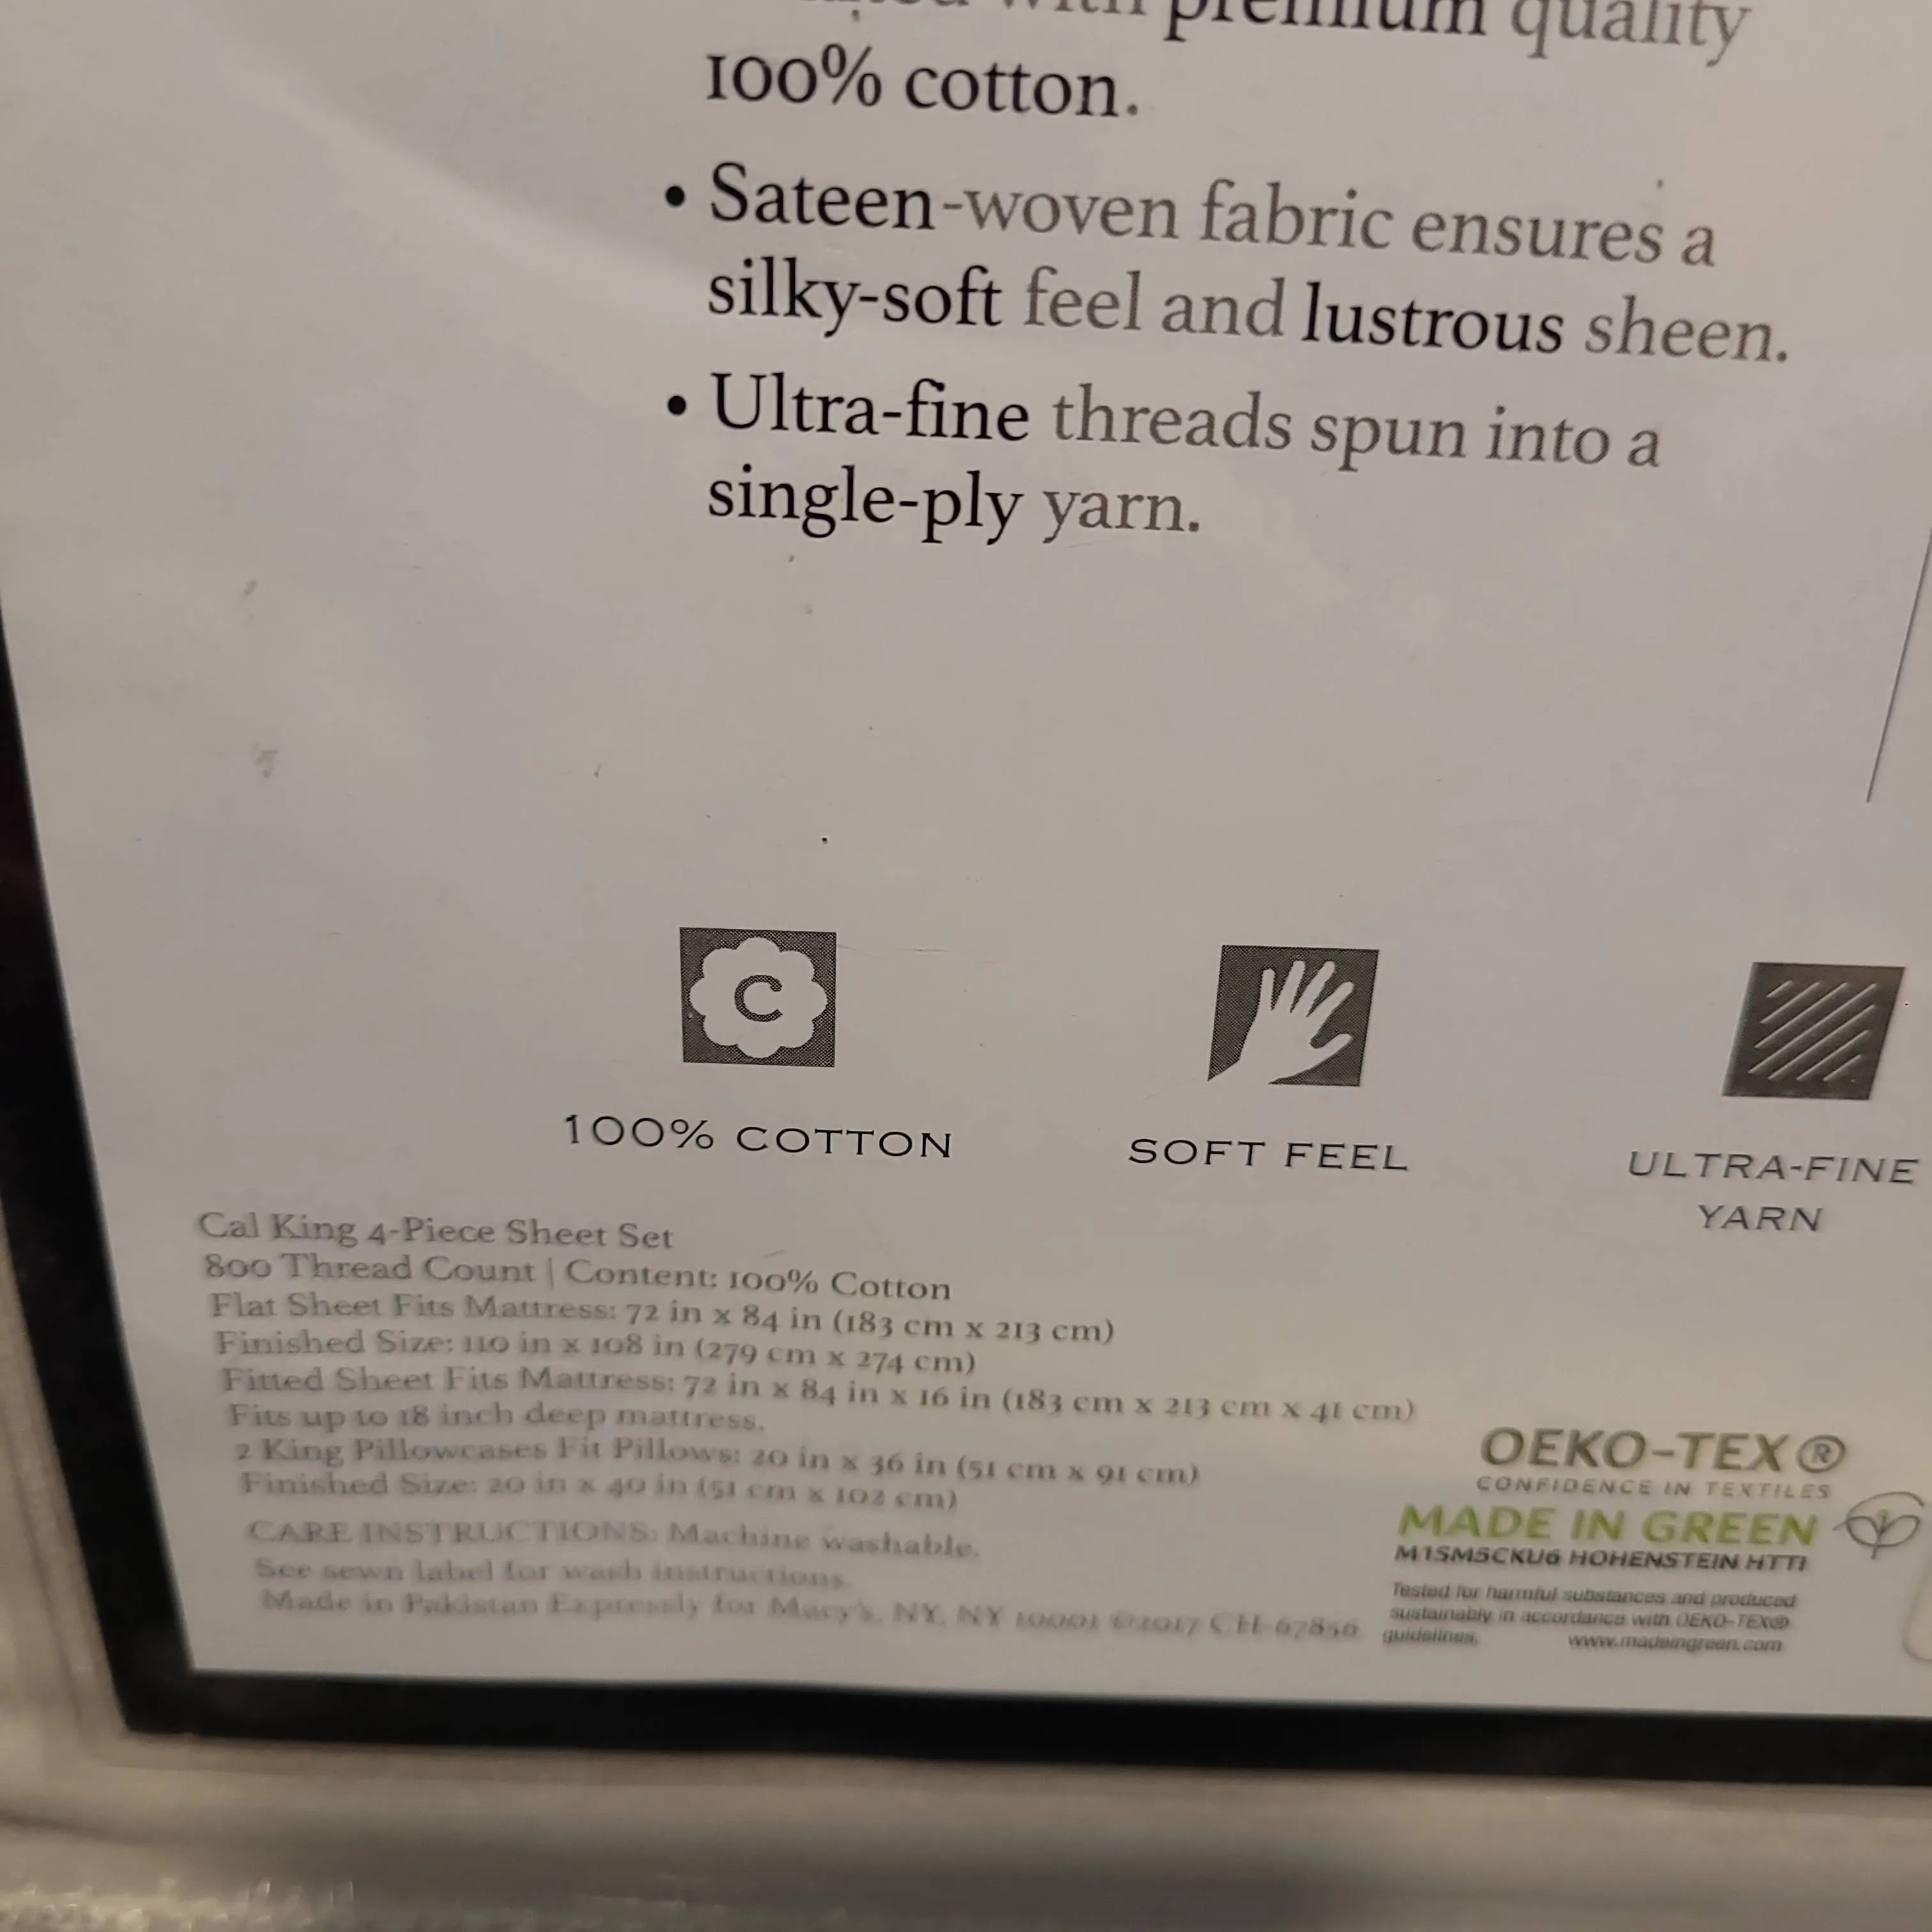 with premium quality
100% cotton.
• Sateen-woven fabric ensures a
silky-soft feel and lustrous sheen.
• Ultra-fine threads spun into a
single-ply yarn.
C
100% COTTON
SOFT FEEL
ULTRA-FINE
YARN
Cal King 4-Piece Sheet Set
800 Thread Count | Content: 100% Cotton
Flat Sheet Fits Mattress: 72 in x 84 in (183 cm x 213 cm)
Finished Size: 110 in x 108 in (279 cm x 274 cm)
Fitted Sheet Fits Mattress: 72 in x 84 in x 16 in (183 cm x 213 cm x 41 cm)
Fits up to 18 inch deep mattress.
2 King Pillowcases Fit Pillows: 20 in x 36 in (51 cm x 91 cm)
Finished Size: 20 in x 40 in (51 cm x 102 cm)
CARE INSTRUCTIONS: Machine washable.
See sewn label for wash instructions.
Made in Pakistan Expressly for Macy's, NY, NY 10001 ©2017 CH-67856
OEKO-TEX®
CONFIDENCE IN TEXTILES
MADE IN GREEN
M15M5CKU6 HOHENSTEIN HTTI
Tested for harmful substances and produced
sustainably in accordance with OEKO-TEX®
guidelines. www.madeingreen.com